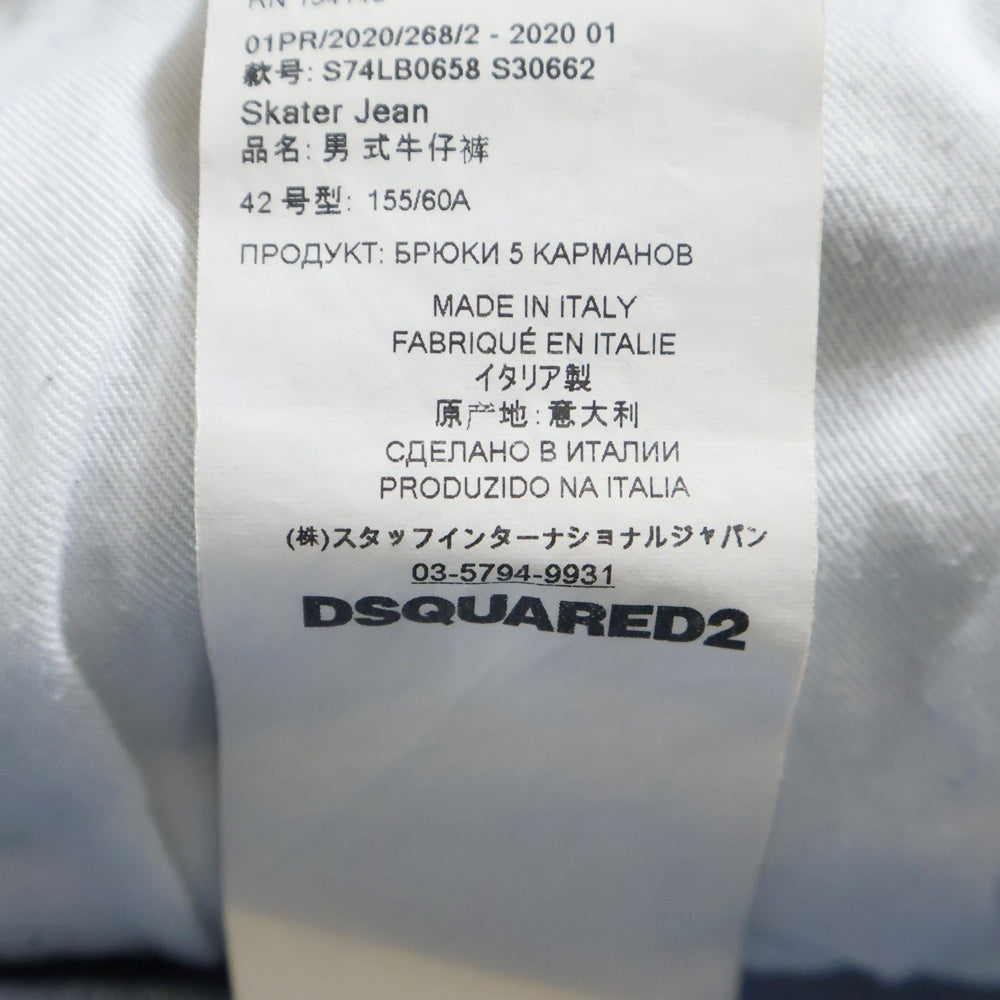 01PR/2020/268/2 - 2020 01
款号: S74LB0658 S30662
Skater Jean
品名: 男 式牛仔裤
42 号型: 155/60A
ПРОДУКТ: БРЮКИ 5 КАРМАНОВ
MADE IN ITALY
FABRIQUÉ EN ITALIE
イタリア製
原产地: 意大利
СДЕЛАНО В ИТАЛИИ
PRODUZIDO NA ITALIA
(株)スタッフインターナショナルジャパン
03-5794-9931
DSQUARED2